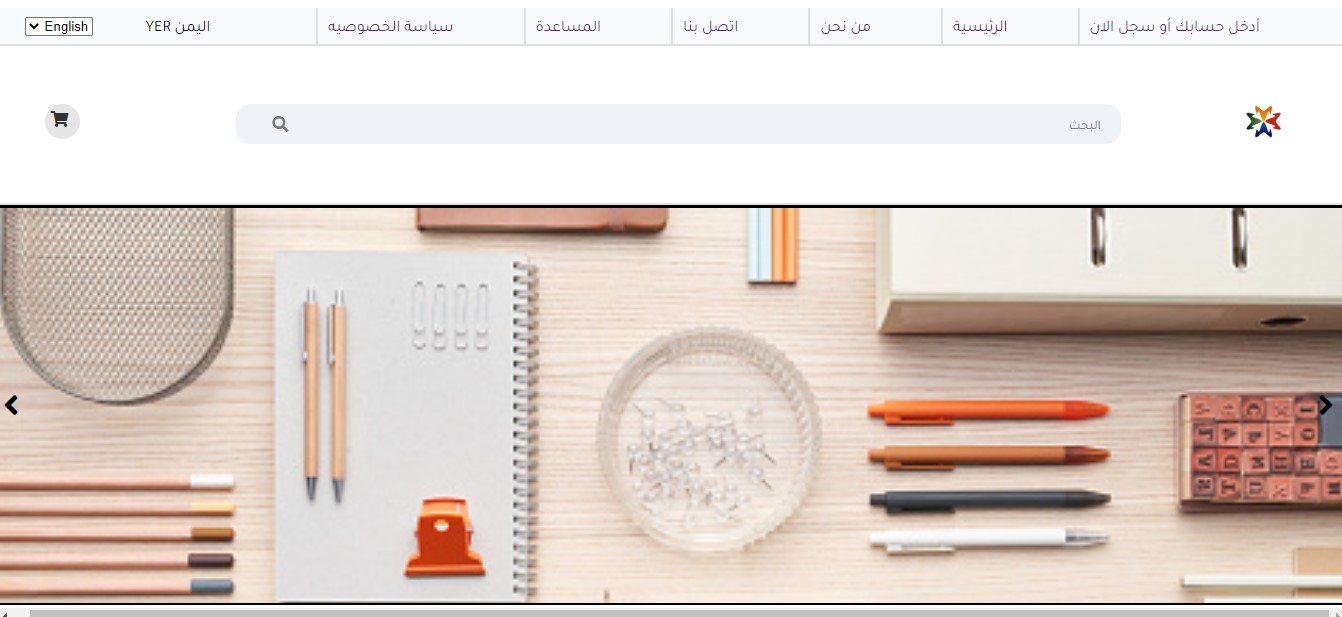 أدخل حسابك أو سجل الان
الرئيسية
من نحن
اتصل بنا
المساعدة
سياسة الخصوصيه
اليمن YER
English
البحث